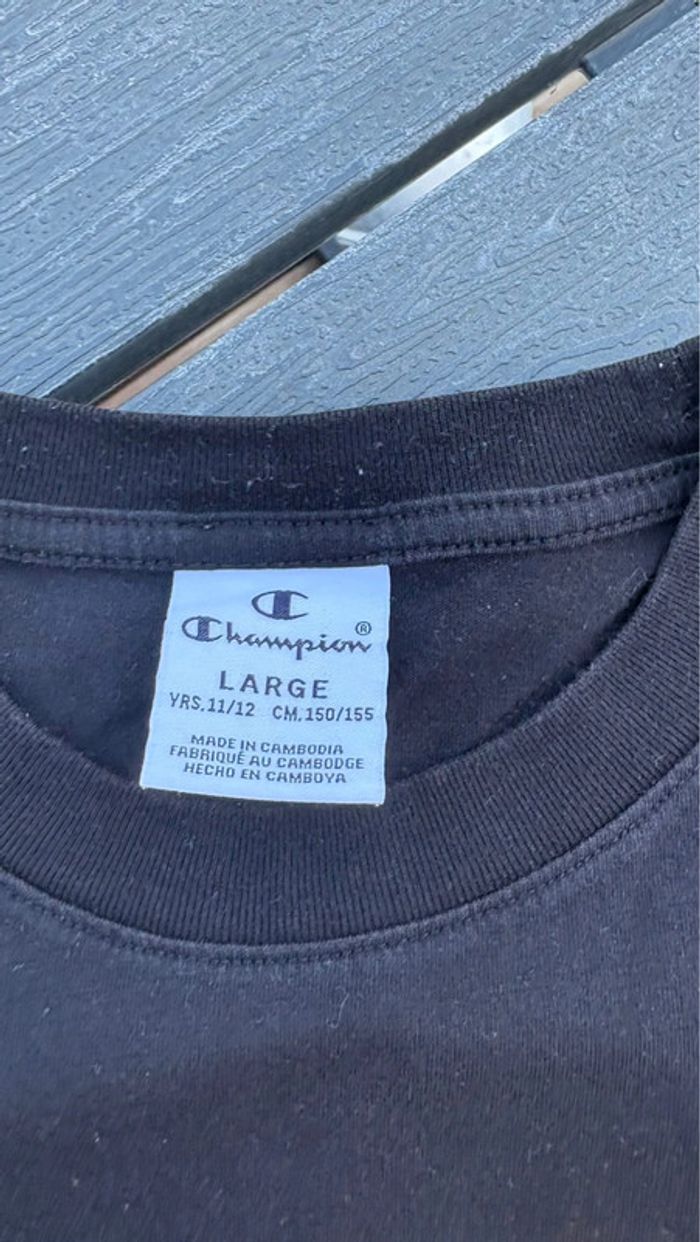 Champion®
LARGE
YRS.11/12 CM.150/155
MADE IN CAMBODIA
FABRIQUÉ AU CAMBODGE
HECHO EN CAMBOYA